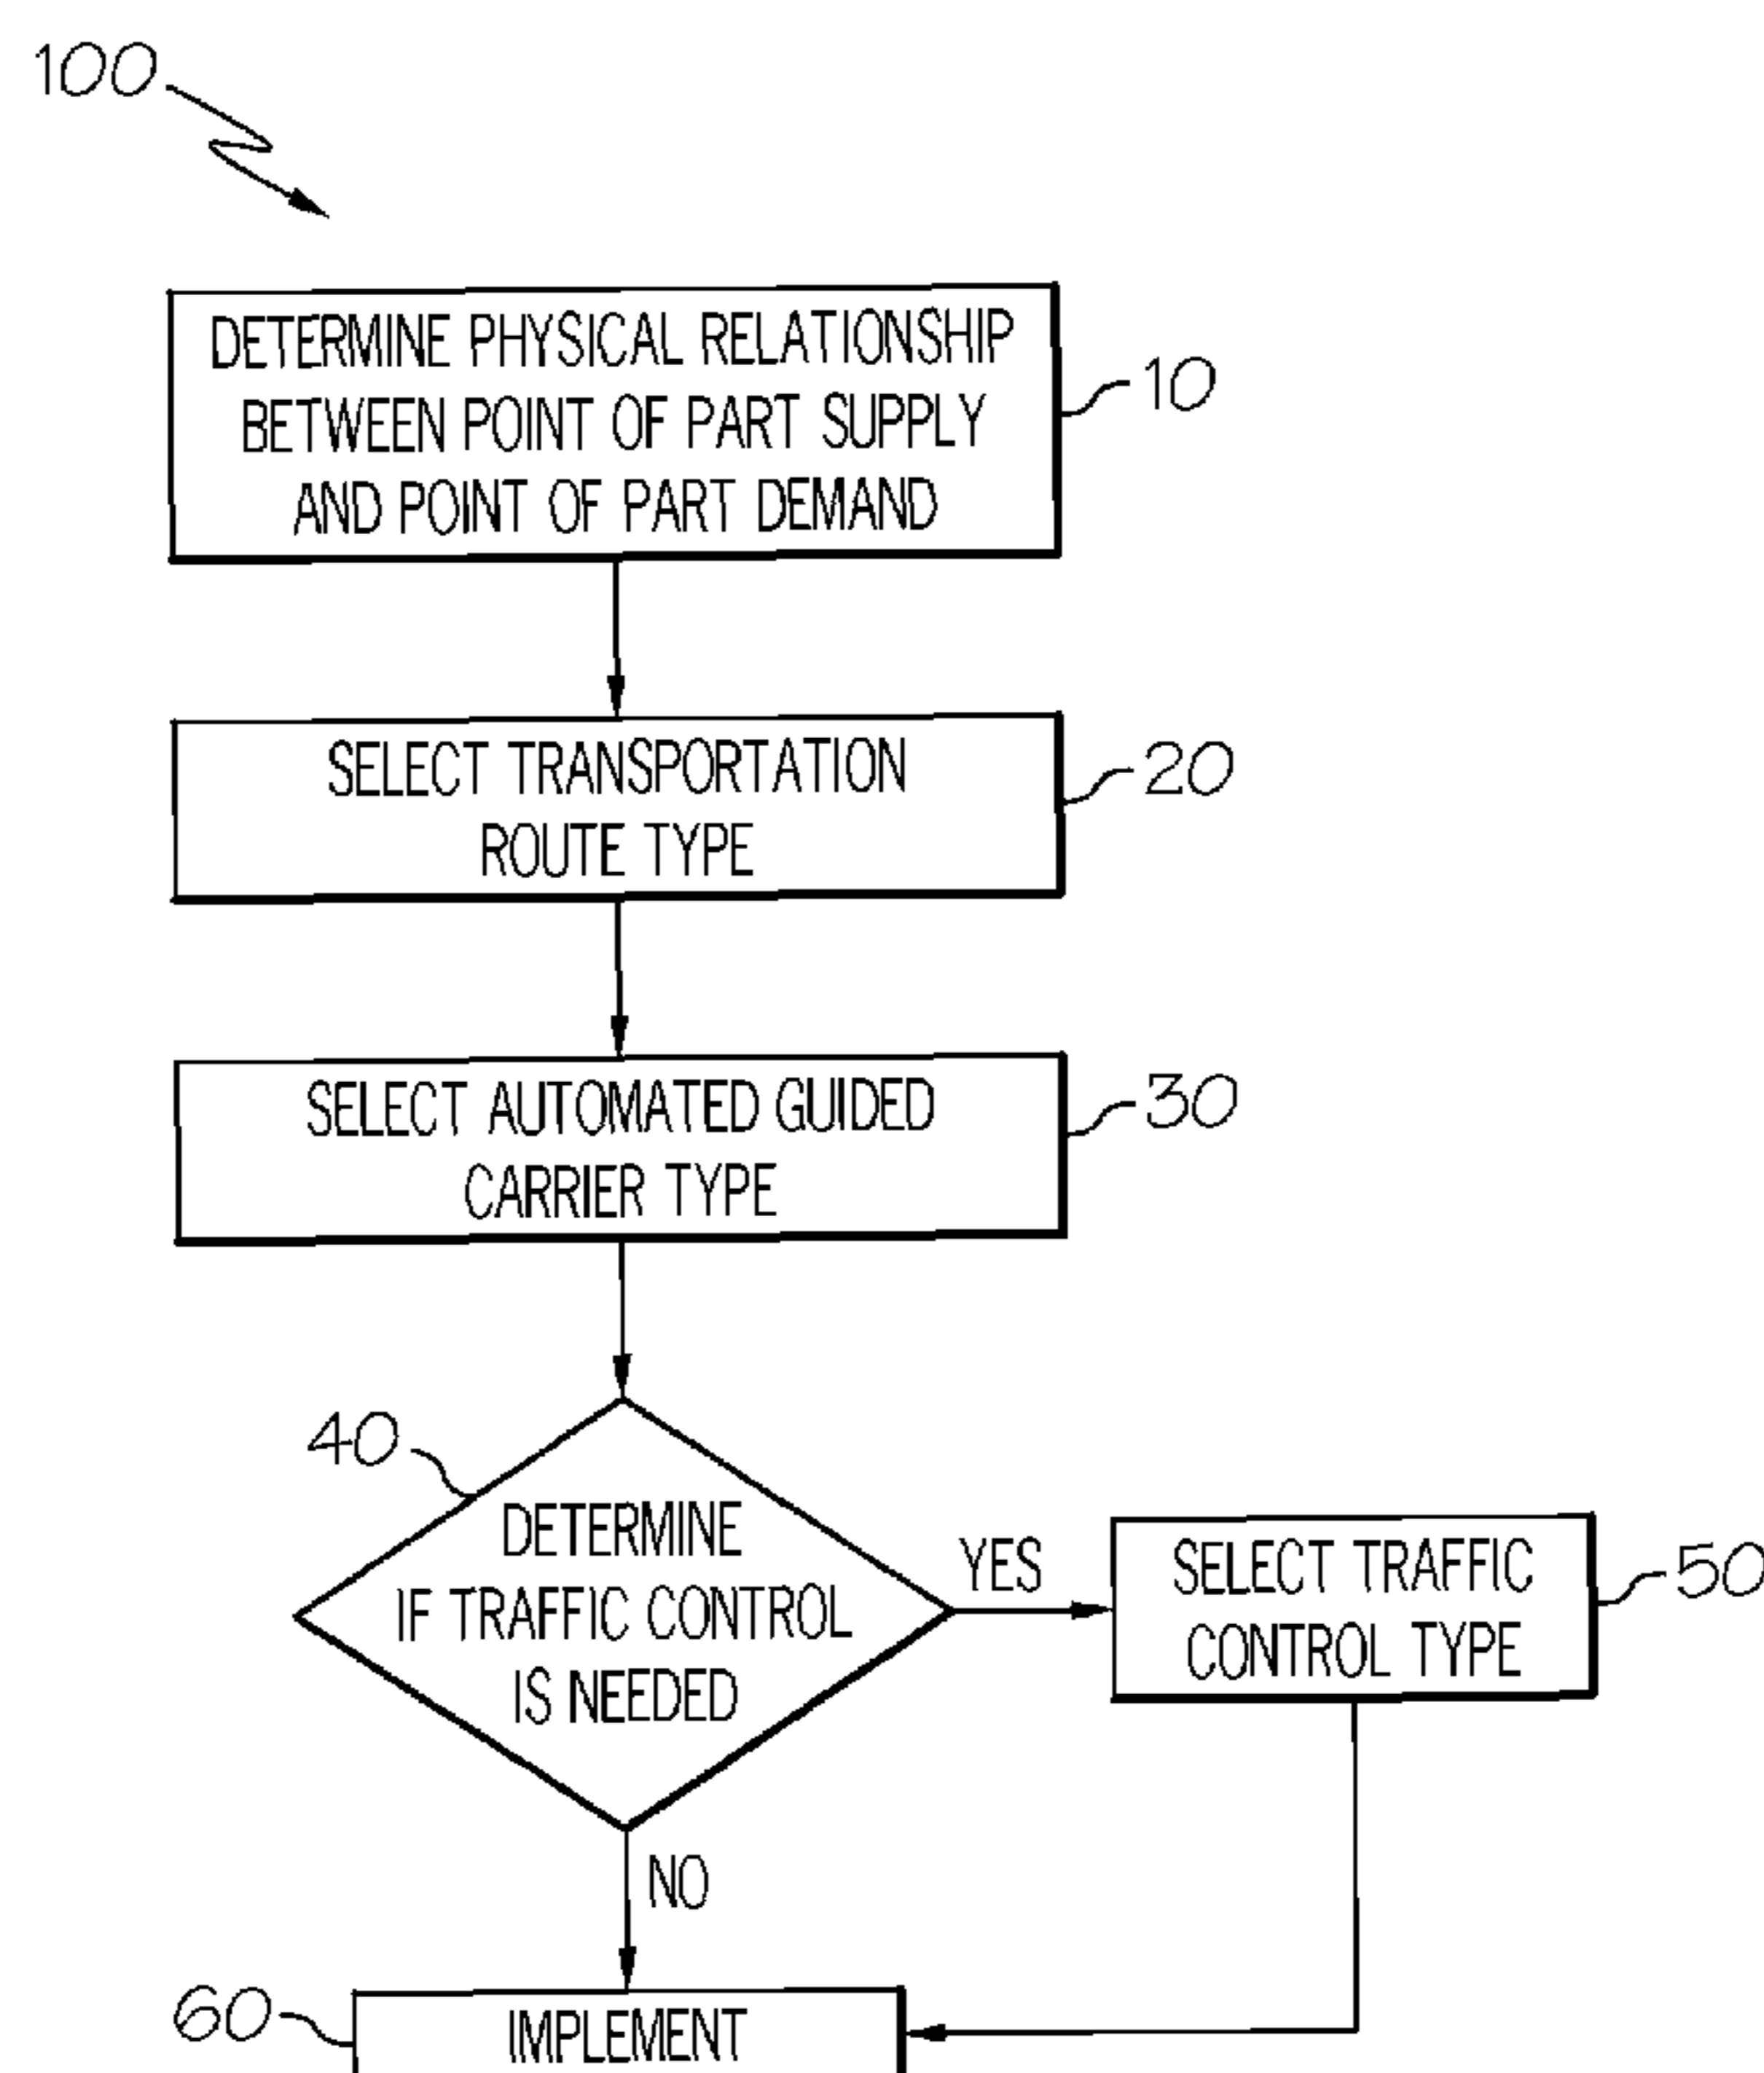 100
DETERMINE PHYSICAL RELATIONSHIP
BETWEEN POINT OF PART SUPPLY
AND POINT OF PART DEMAND
10
SELECT TRANSPORTATION
ROUTE TYPE
20
SELECT AUTOMATED GUIDED
CARRIER TYPE
30
40
DETERMINE
IF TRAFFIC CONTROL
IS NEEDED
YES
SELECT TRAFFIC
CONTROL TYPE
50
NO
60
IMPLEMENT